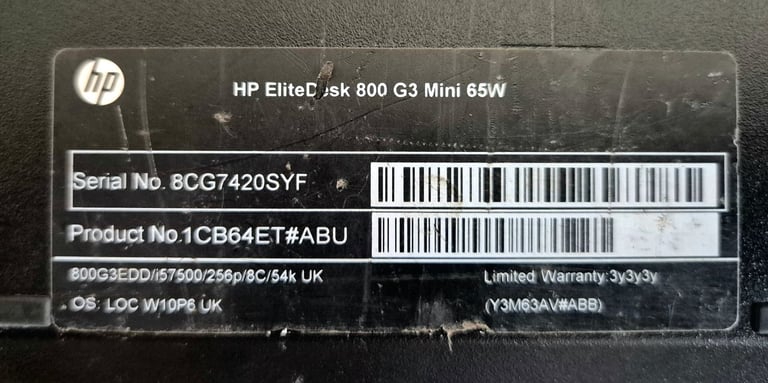 hp
HP EliteDesk 800 G3 Mini 65W
Serial No. 8CG7420SYF
Product No.1CB64ET#ABU
800G3EDD/i57500/256p/8C/54k UK
Limited Warranty:3y3y3y
OS: LOC W10P6 UK
(Y3M63AV#ABB)